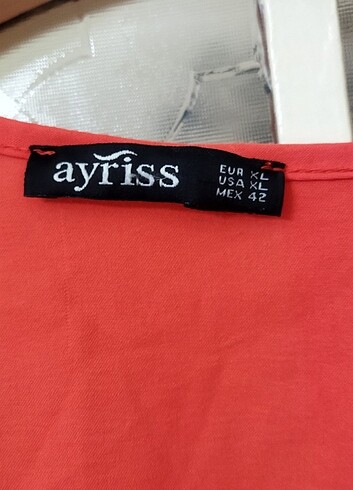 ayriss
EUR XL
USA XL
MEX 42